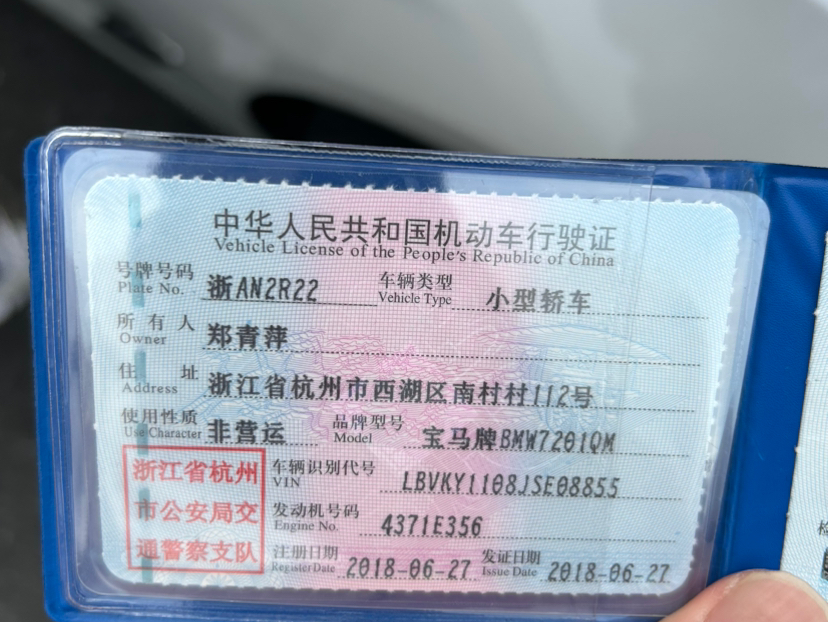 中华人民共和国机动车行驶证
Vehicle License of the People's Republic of China
号牌号码 浙AN2R22 车辆类型 小型轿车
Plate No. Vehicle Type
所有人 郑青萍
Owner
住址 浙江省杭州市西湖区南村村112号
Address
使用性质 非营运 品牌型号 宝马牌BMW7201QM
Use Character Model
浙江省杭州 车辆识别代号 LBVKY1108JSE08855
VIN
市公安局交 发动机号码 4371E356
Engine No.
通警察支队 注册日期 2018-06-27 发证日期 2018-06-27
Register Date Issue Date